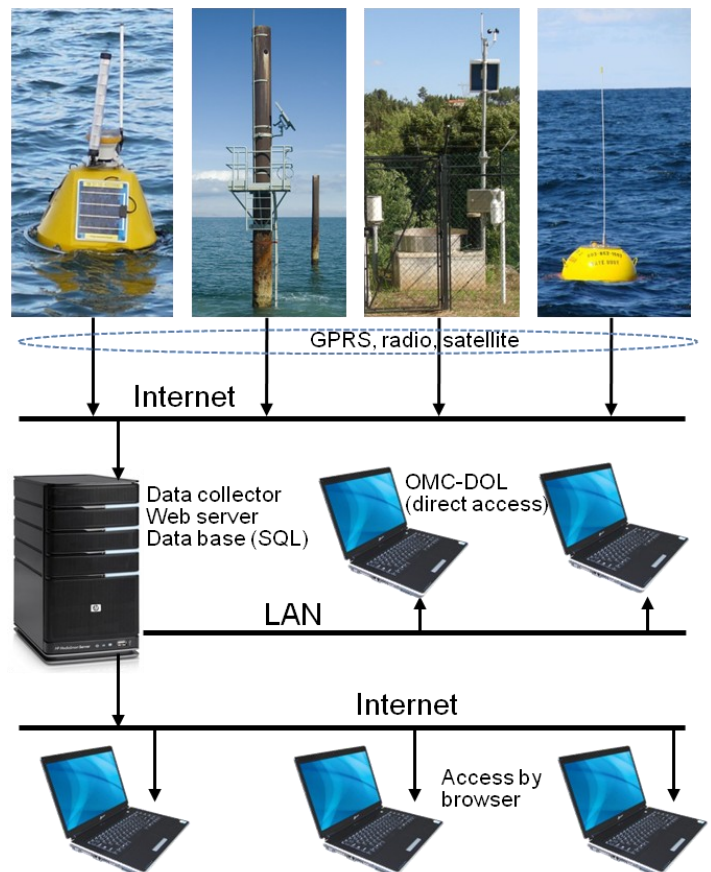 GPRS, radio, satellite
Internet
Data collector
Web server
Data base (SQL)
OMC-DOL
(direct access)
LAN
hp
Internet
Access by
browser